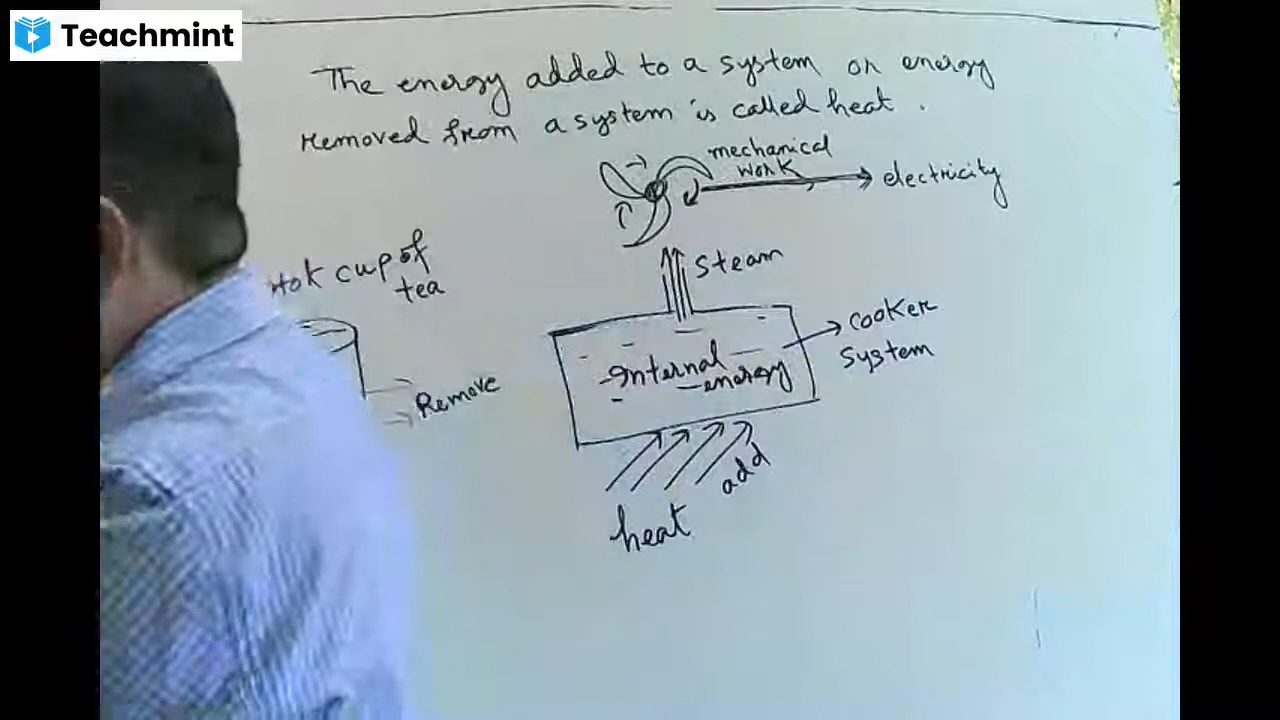 Teachmint
The energy added to a system or energy
removed from a system is called heat.
mechanical
work
electricity
Hot cup of
tea
Steam
cooker
system
Internal
energy
Remove
add
heat